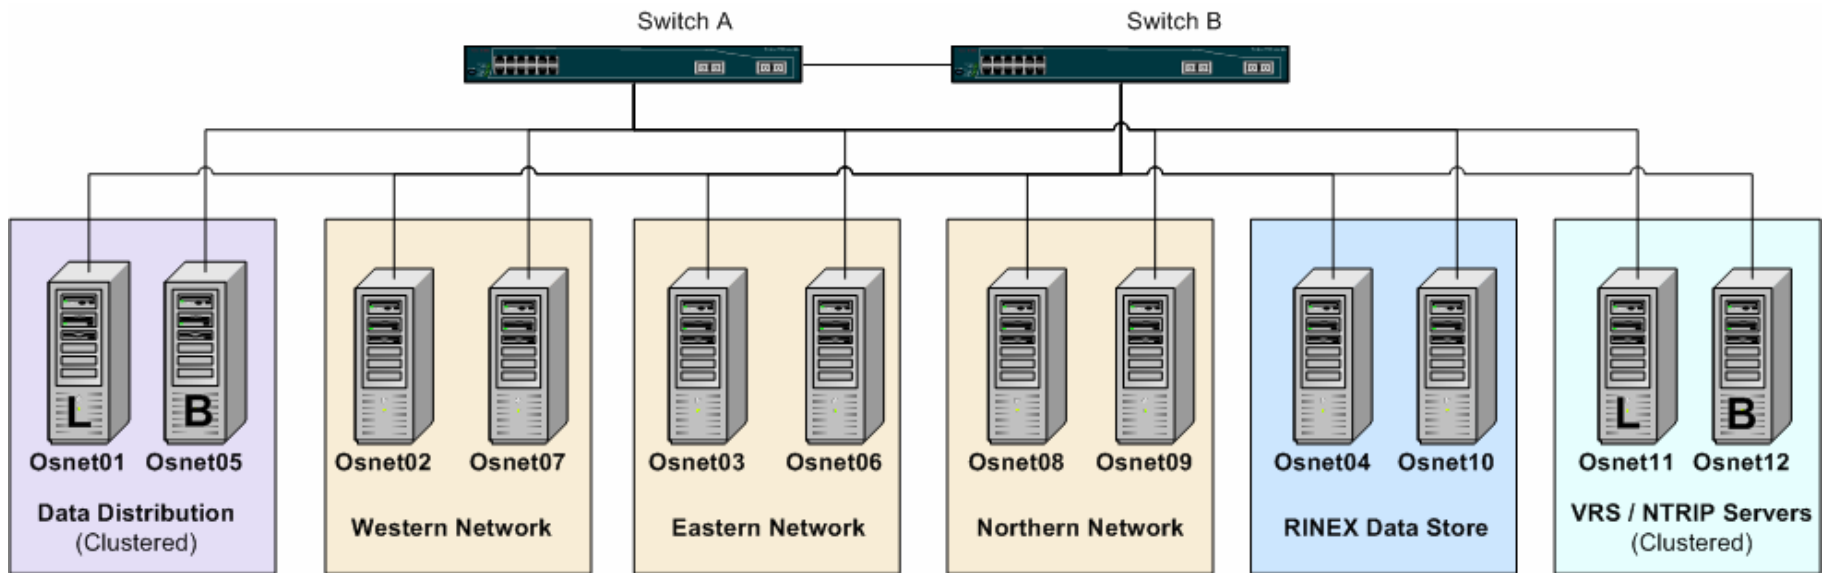 Switch A
Switch B
L
B
L
B
Osnet01
Osnet05
Osnet02
Osnet07
Osnet03
Osnet06
Osnet08
Osnet09
Osnet04
Osnet10
Osnet11
Osnet12
Data Distribution
(Clustered)
Western Network
Eastern Network
Northern Network
RINEX Data Store
VRS / NTRIP Servers
(Clustered)